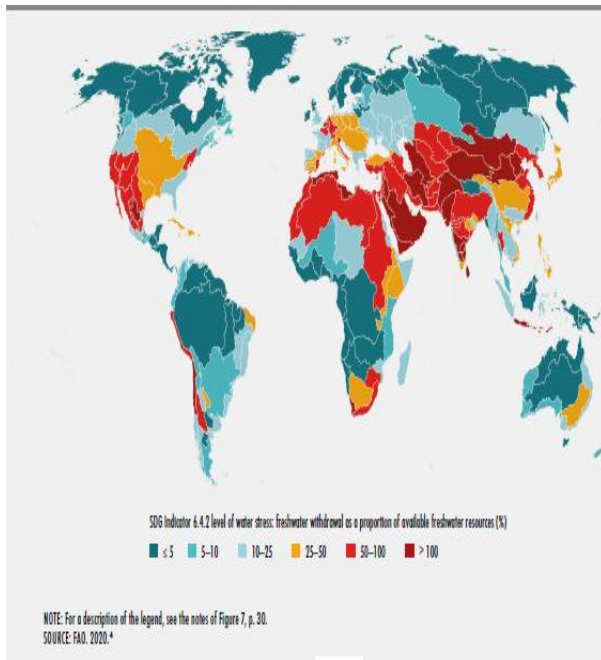 SDG Indicator 6.4.2 level of water stress: freshwater withdrawal as a proportion of available freshwater resources (%)
≤ 5 5–10 10–25 25–50 50–100 > 100
NOTE: For a description of the legend, see the notes of Figure 7, p. 30.
SOURCE: FAO. 2020.⁴